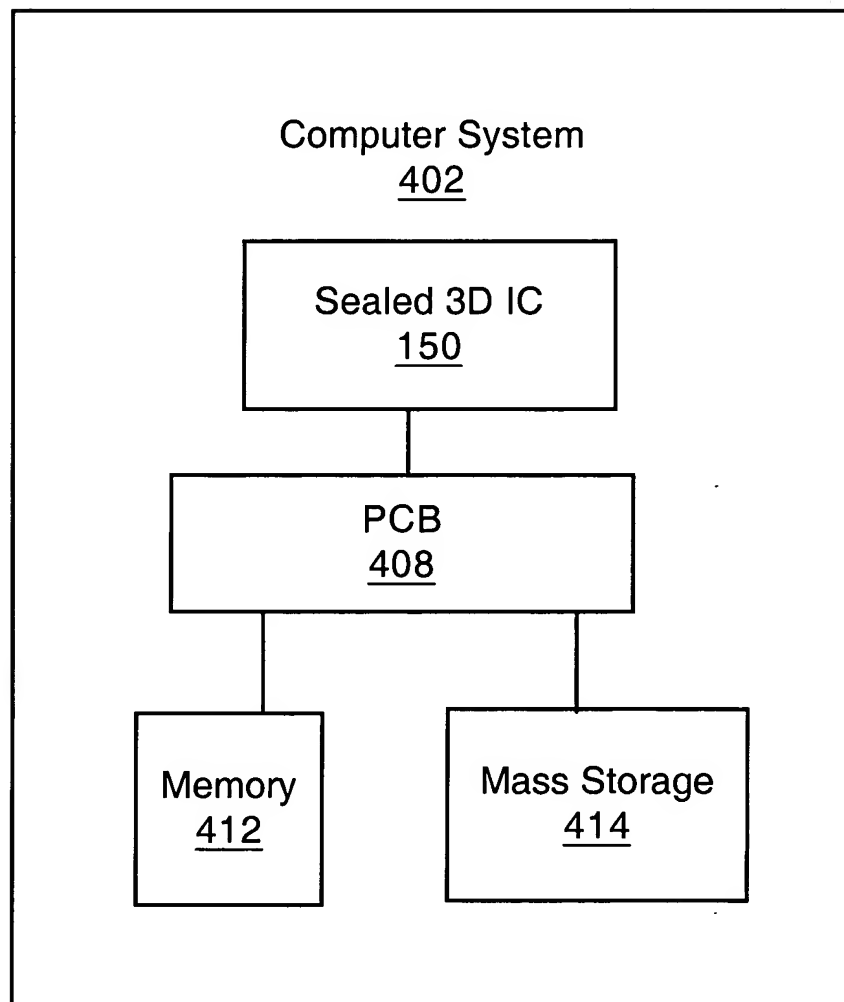 Computer System
402
Sealed 3D IC
150
PCB
408
Memory
412
Mass Storage
414